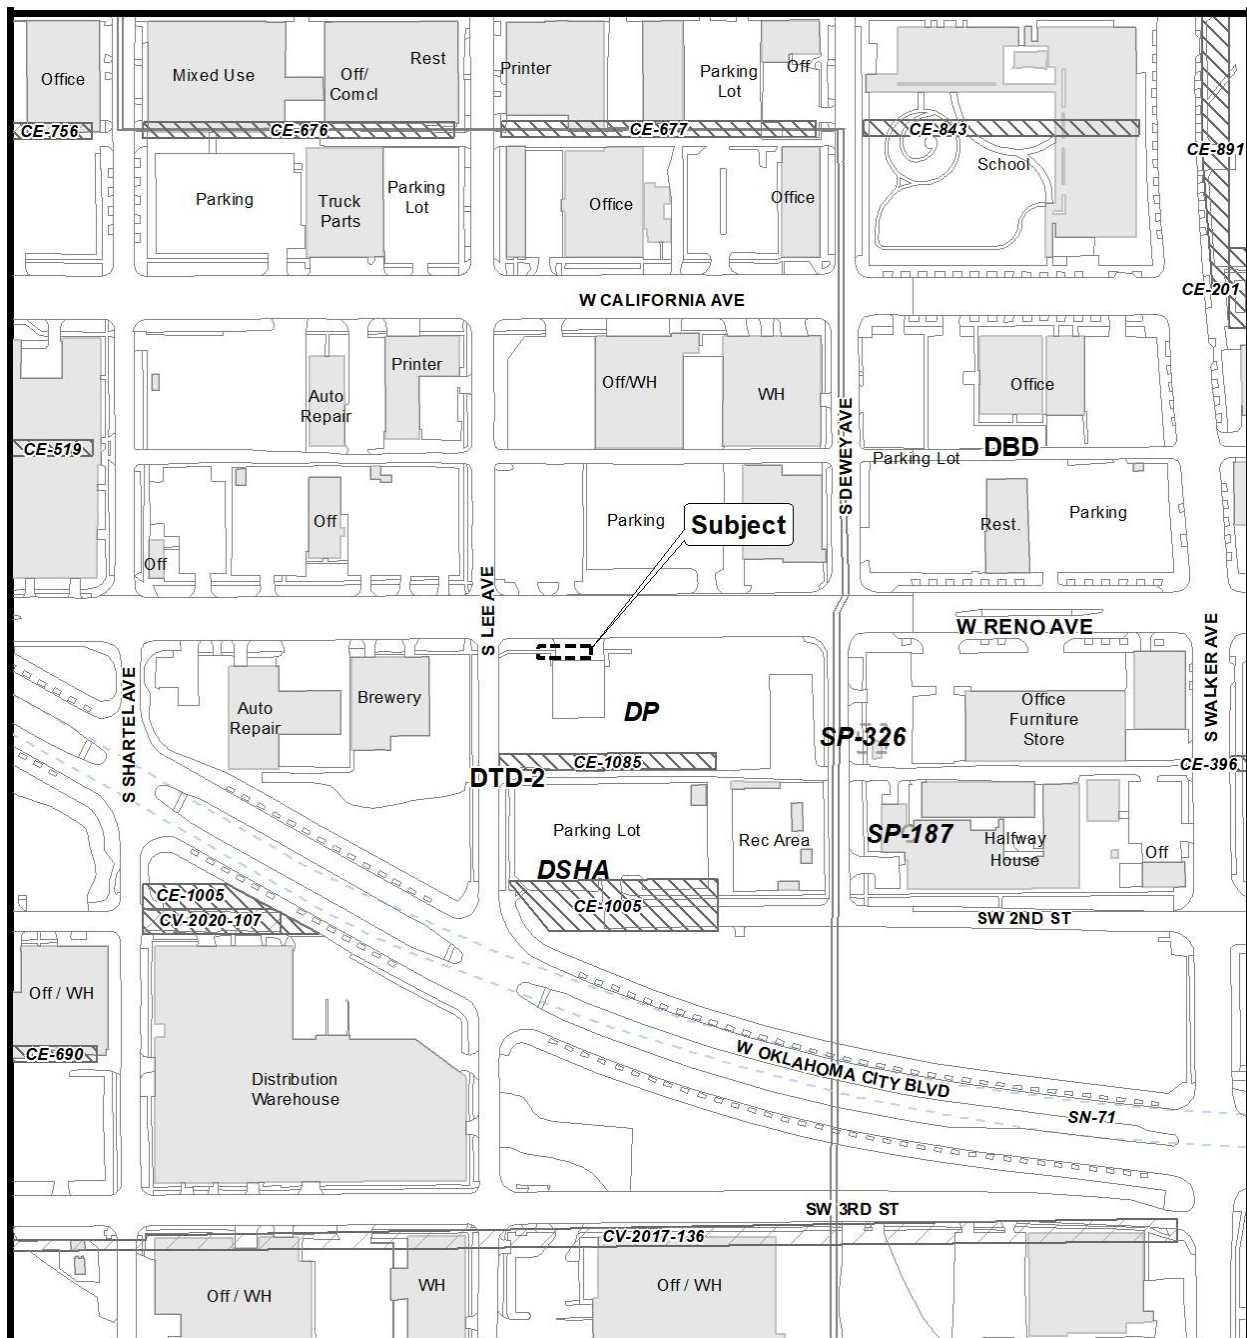 Rest
Mixed Use
Off/
Comcl
Printer
Parking
Lot
Off
Office
CE-756
CE-676
CE-677
CE-843
CE-891
School
Parking
Truck
Parts
Parking
Lot
Office
Office
W CALIFORNIA AVE
CE-201
Printer
Auto
Repair
Off/WH
WH
Office
S DEWEY AVE
CE-519
DBD
Parking Lot
Off
Parking
Subject
Rest.
Parking
Off
S LEE AVE
W RENO AVE
S SHARTEL AVE
S WALKER AVE
Auto
Repair
Brewery
DP
Office
Furniture
Store
SP-326
CE-1085
CE-396
DTD-2
Parking Lot
Rec Area
SP-187
Halfway
House
Off
DSHA
CE-1005
CE-1005
CV-2020-107
SW 2ND ST
Off / WH
CE-690
Distribution
Warehouse
W OKLAHOMA CITY BLVD
SN-71
SW 3RD ST
CV-2017-136
Off / WH
WH
Off / WH